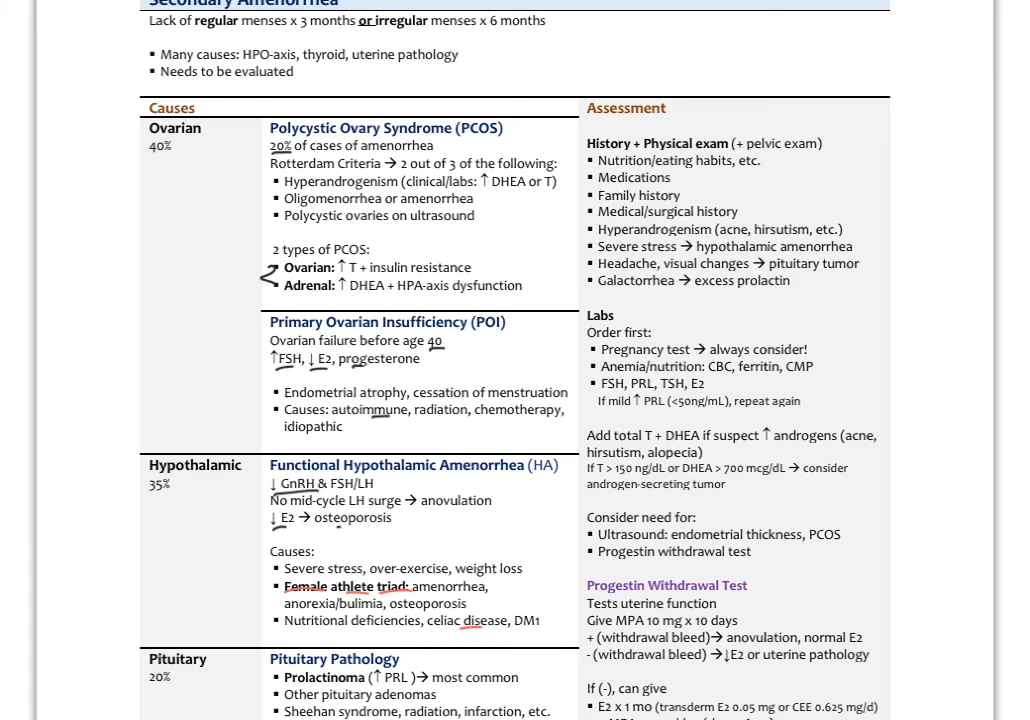 Secondary Amenorrhea
Lack of regular menses x 3 months or irregular menses x 6 months
▪ Many causes: HPO-axis, thyroid, uterine pathology
▪ Needs to be evaluated
Causes
Ovarian
40%
Polycystic Ovary Syndrome (PCOS)
20% of cases of amenorrhea
Rotterdam Criteria → 2 out of 3 of the following:
▪ Hyperandrogenism (clinical/labs: ↑ DHEA or T)
▪ Oligomenorrhea or amenorrhea
▪ Polycystic ovaries on ultrasound
2 types of PCOS:
▪ Ovarian: ↑ T + insulin resistance
▪ Adrenal: ↑ DHEA + HPA-axis dysfunction
Primary Ovarian Insufficiency (POI)
Ovarian failure before age 40
↑FSH, ↓ E2, progesterone
▪ Endometrial atrophy, cessation of menstruation
▪ Causes: autoimmune, radiation, chemotherapy,
idiopathic
Hypothalamic
35%
Functional Hypothalamic Amenorrhea (HA)
↓ GnRH & FSH/LH
No mid-cycle LH surge → anovulation
↓ E2 → osteoporosis
Causes:
▪ Severe stress, over-exercise, weight loss
▪ Female athlete triad: amenorrhea,
anorexia/bulimia, osteoporosis
▪ Nutritional deficiencies, celiac disease, DM1
Pituitary
20%
Pituitary Pathology
▪ Prolactinoma (↑ PRL )→ most common
▪ Other pituitary adenomas
▪ Sheehan syndrome, radiation, infarction, etc.
Assessment
History + Physical exam (+ pelvic exam)
▪ Nutrition/eating habits, etc.
▪ Medications
▪ Family history
▪ Medical/surgical history
▪ Hyperandrogenism (acne, hirsutism, etc.)
▪ Severe stress → hypothalamic amenorrhea
▪ Headache, visual changes → pituitary tumor
▪ Galactorrhea → excess prolactin
Labs
Order first:
▪ Pregnancy test → always consider!
▪ Anemia/nutrition: CBC, ferritin, CMP
▪ FSH, PRL, TSH, E2
If mild ↑ PRL (<50ng/mL), repeat again
Add total T + DHEA if suspect ↑ androgens (acne,
hirsutism, alopecia)
If T > 150 ng/dL or DHEA > 700 mcg/dL → consider
androgen-secreting tumor
Consider need for:
▪ Ultrasound: endometrial thickness, PCOS
▪ Progestin withdrawal test
Progestin Withdrawal Test
Tests uterine function
Give MPA 10 mg x 10 days
+ (withdrawal bleed)→ anovulation, normal E2
- (withdrawal bleed) →↓E2 or uterine pathology
If (-), can give
▪ E2 x 1 mo (transderm E2 0.05 mg or CEE 0.625 mg/d)